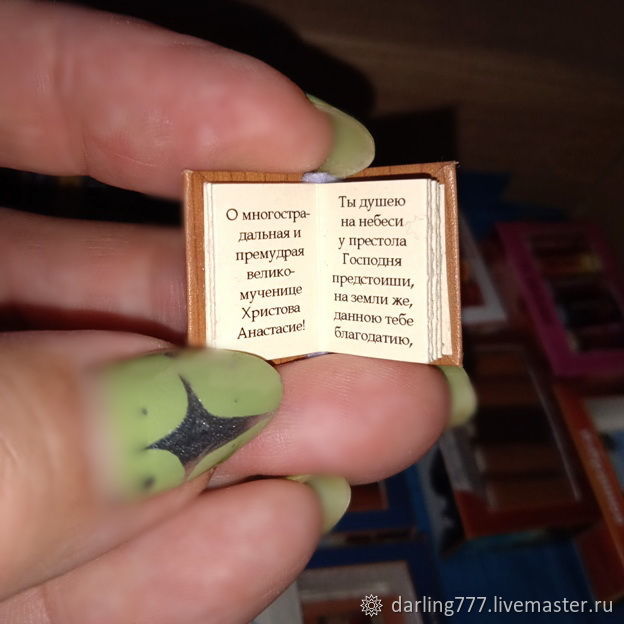 О многостра-
дальная и
премудрая
велико-
мученице
Христова
Анастасие!
Ты душею
на небеси
у престола
Господня
предстоиши,
на земли же,
данною тебе
благодатию,
darling777.livemaster.ru